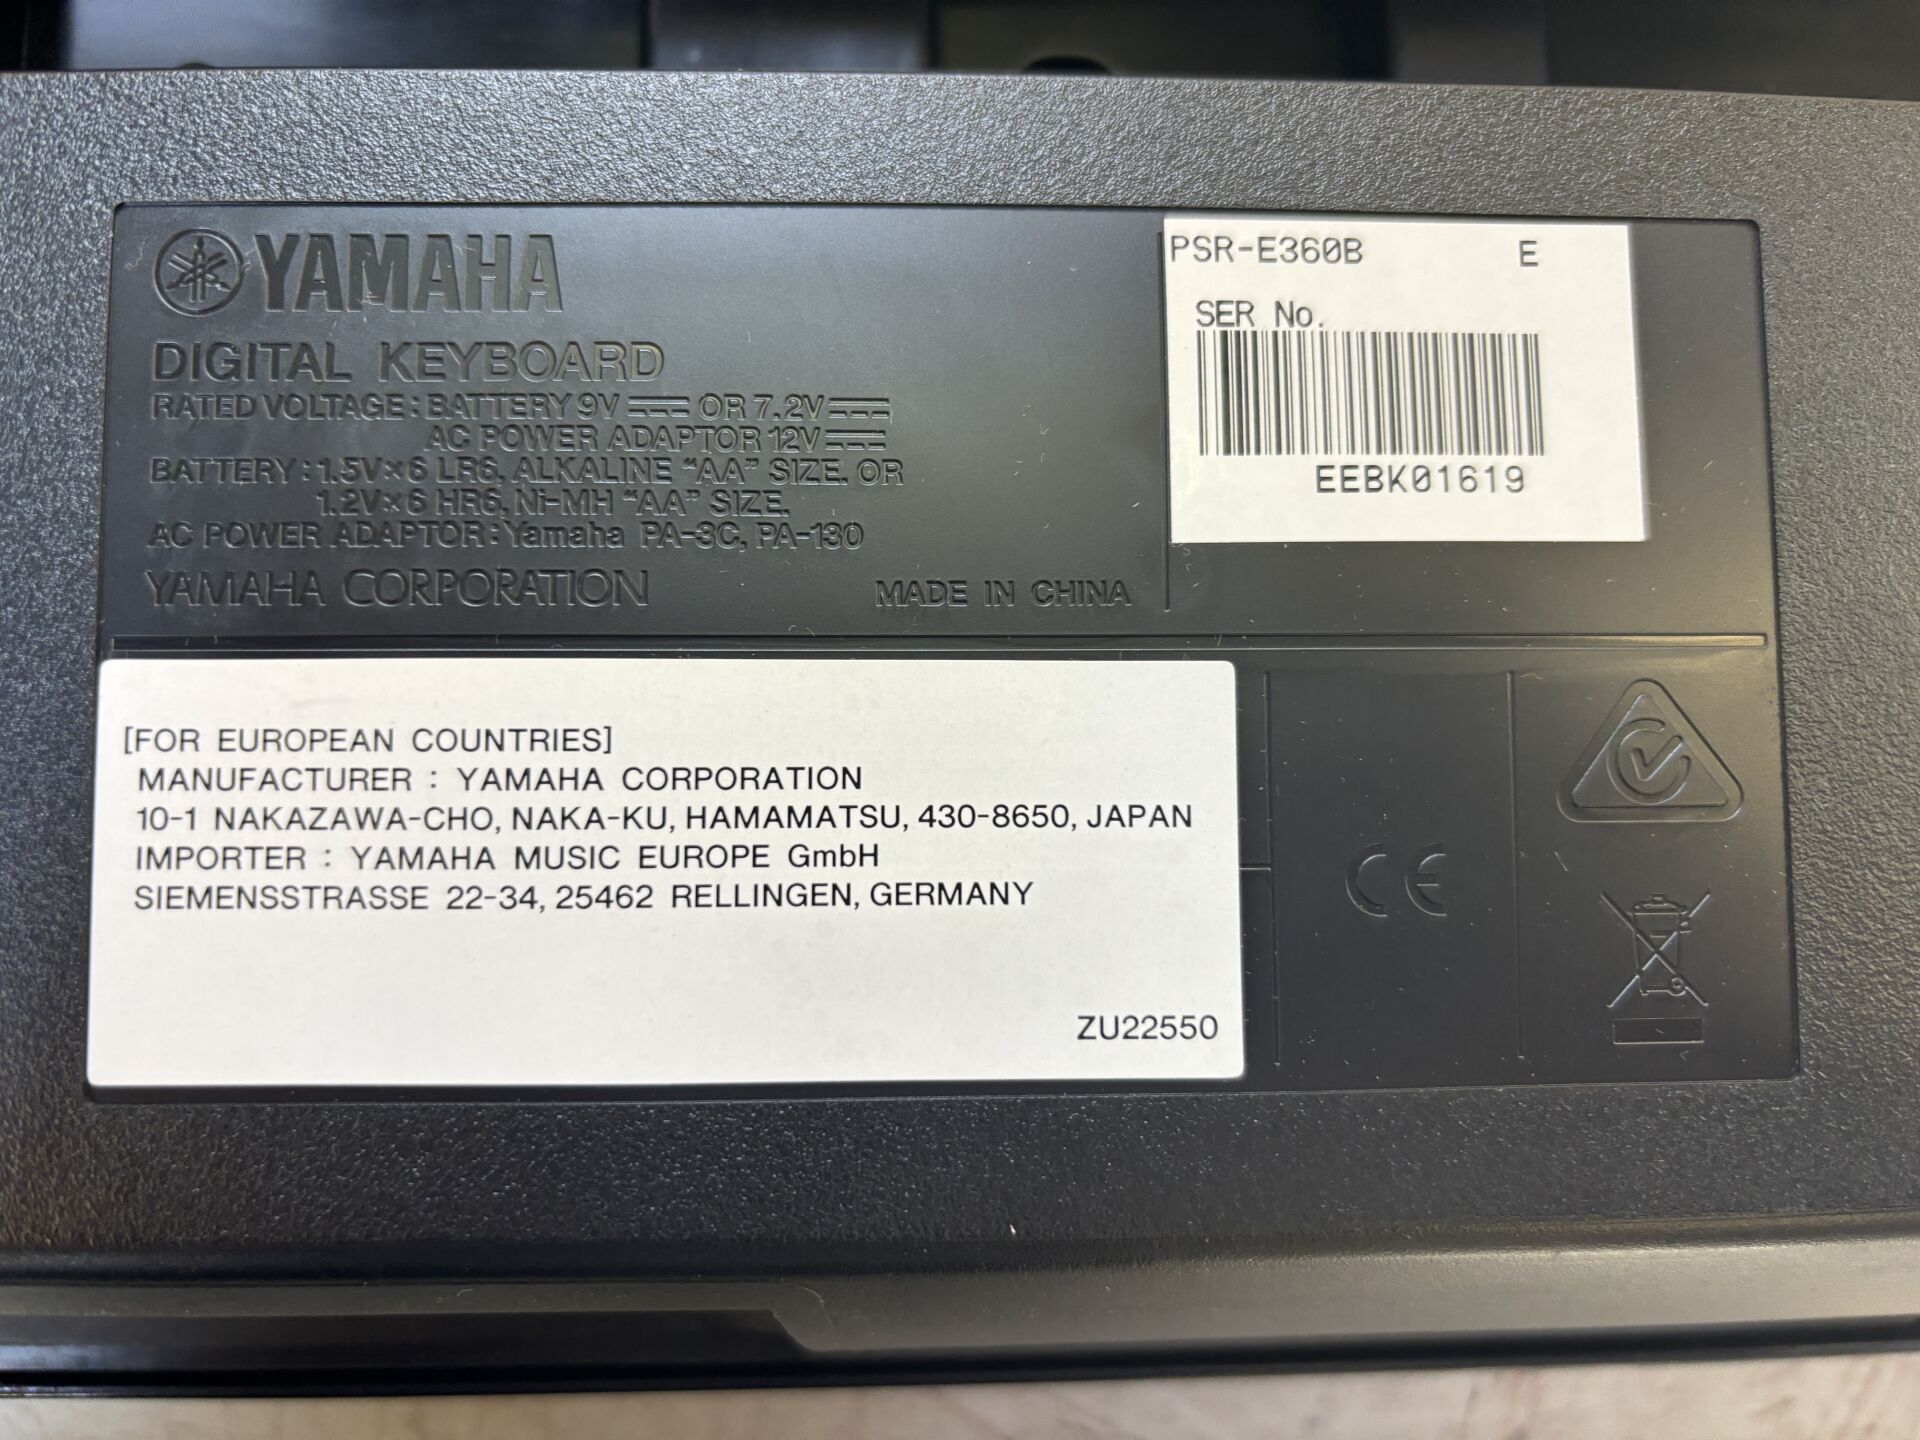 YAMAHA
DIGITAL KEYBOARD
RATED VOLTAGE : BATTERY 9V ⎓ OR 7.2V ⎓
AC POWER ADAPTOR 12V ⎓
BATTERY : 1.5V×6 LR6, ALKALINE “AA” SIZE. OR
1.2V×6 HR6, Ni-MH “AA” SIZE.
AC POWER ADAPTOR : Yamaha PA-3C, PA-130
YAMAHA CORPORATION MADE IN CHINA
PSR-E360B E
SER No.
EEBK01619
[FOR EUROPEAN COUNTRIES]
MANUFACTURER : YAMAHA CORPORATION
10-1 NAKAZAWA-CHO, NAKA-KU, HAMAMATSU, 430-8650, JAPAN
IMPORTER : YAMAHA MUSIC EUROPE GmbH
SIEMENSSTRASSE 22-34, 25462 RELLINGEN, GERMANY
ZU22550
CE